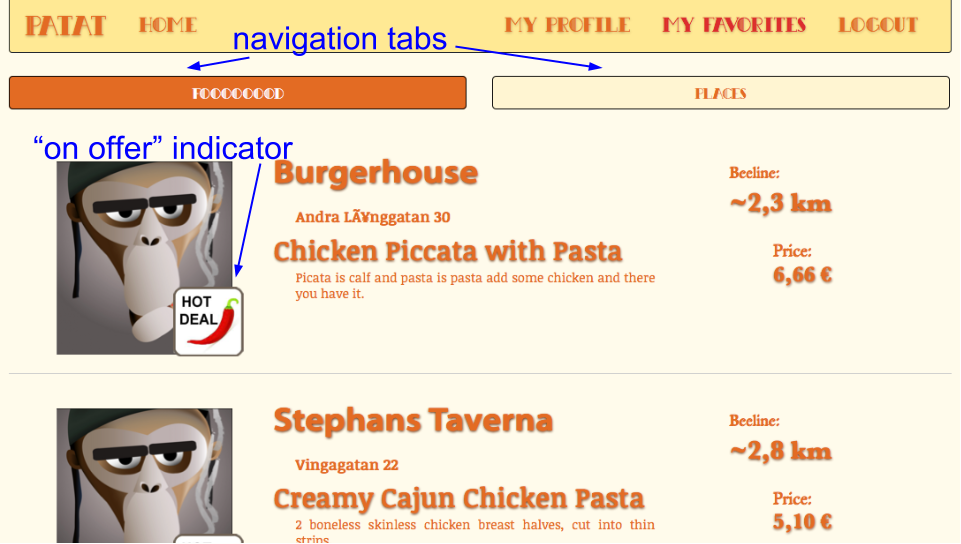 PATAT HOME MY PROFILE MY FAVORITES LOGOUT
navigation tabs
FOOOOOOOD PLACES
“on offer” indicator
Burgerhouse
Beeline:
~2,3 km
Andra LÃ¥nggatan 30
Chicken Piccata with Pasta
Price:
6,66 €
Picata is calf and pasta is pasta add some chicken and there
you have it.
HOT
DEAL
Stephans Taverna
Beeline:
~2,8 km
Vingagatan 22
Creamy Cajun Chicken Pasta
Price:
5,10 €
2 boneless skinless chicken breast halves, cut into thin
strips